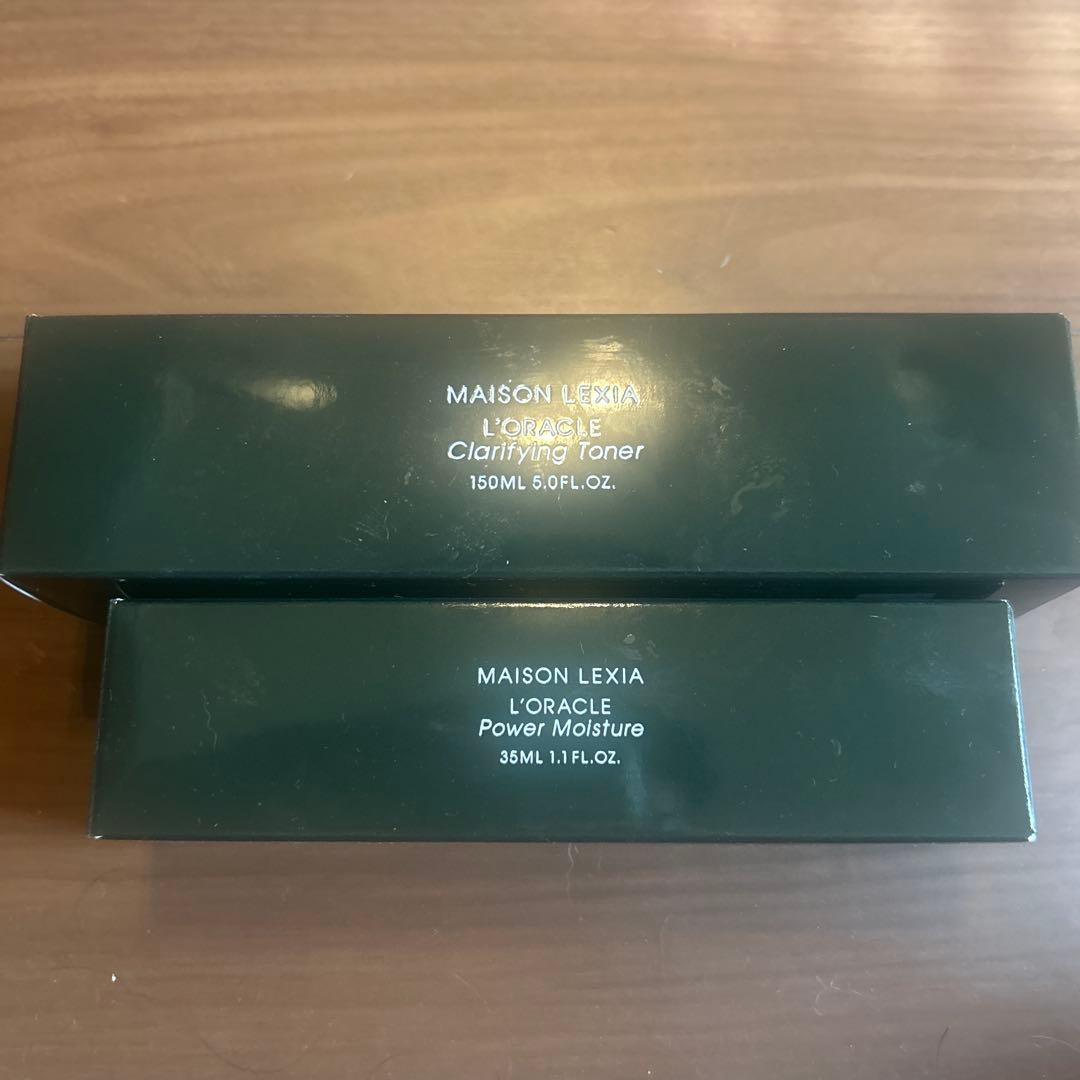 MAISON LEXIA
L'ORACLE
Clarifying Toner
150ML 5.0FL.OZ.
MAISON LEXIA
L'ORACLE
Power Moisture
35ML 1.1FL.OZ.